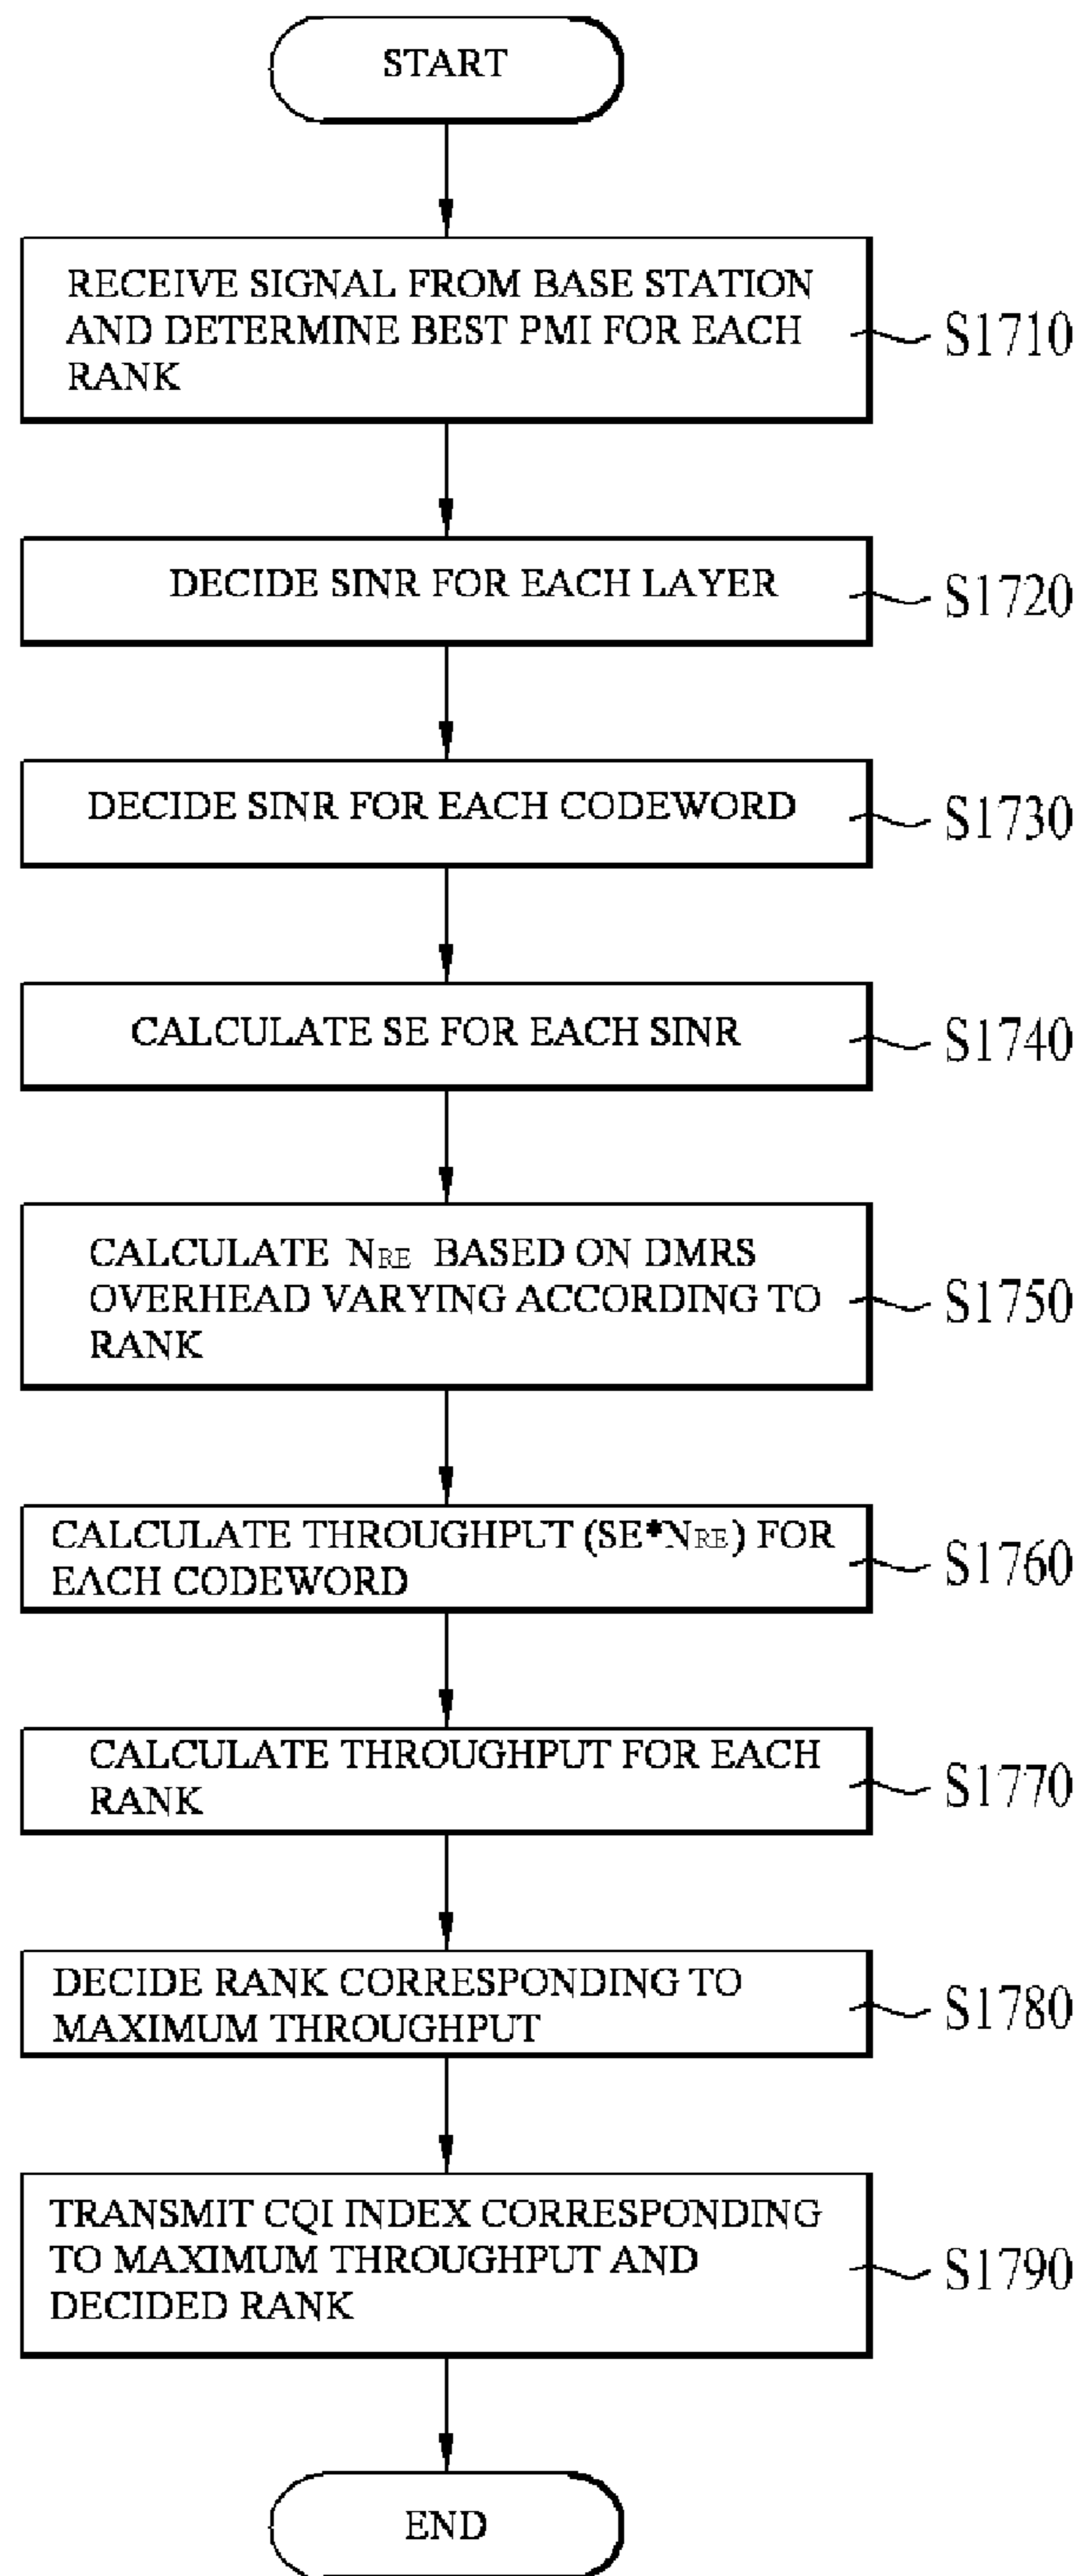 START
RECEIVE SIGNAL FROM BASE STATION
AND DETERMINE BEST PMI FOR EACH
RANK
S1710
DECIDE SINR FOR EACH LAYER
S1720
DECIDE SINR FOR EACH CODEWORD
S1730
CALCULATE SE FOR EACH SINR
S1740
CALCULATE NRE BASED ON DMRS
OVERHEAD VARYING ACCORDING TO
RANK
S1750
CALCULATE THROUGHPUT (SE*NRE) FOR
EACH CODEWORD
S1760
CALCULATE THROUGHPUT FOR EACH
RANK
S1770
DECIDE RANK CORRESPONDING TO
MAXIMUM THROUGHPUT
S1780
TRANSMIT CQI INDEX CORRESPONDING
TO MAXIMUM THROUGHPUT AND
DECIDED RANK
S1790
END